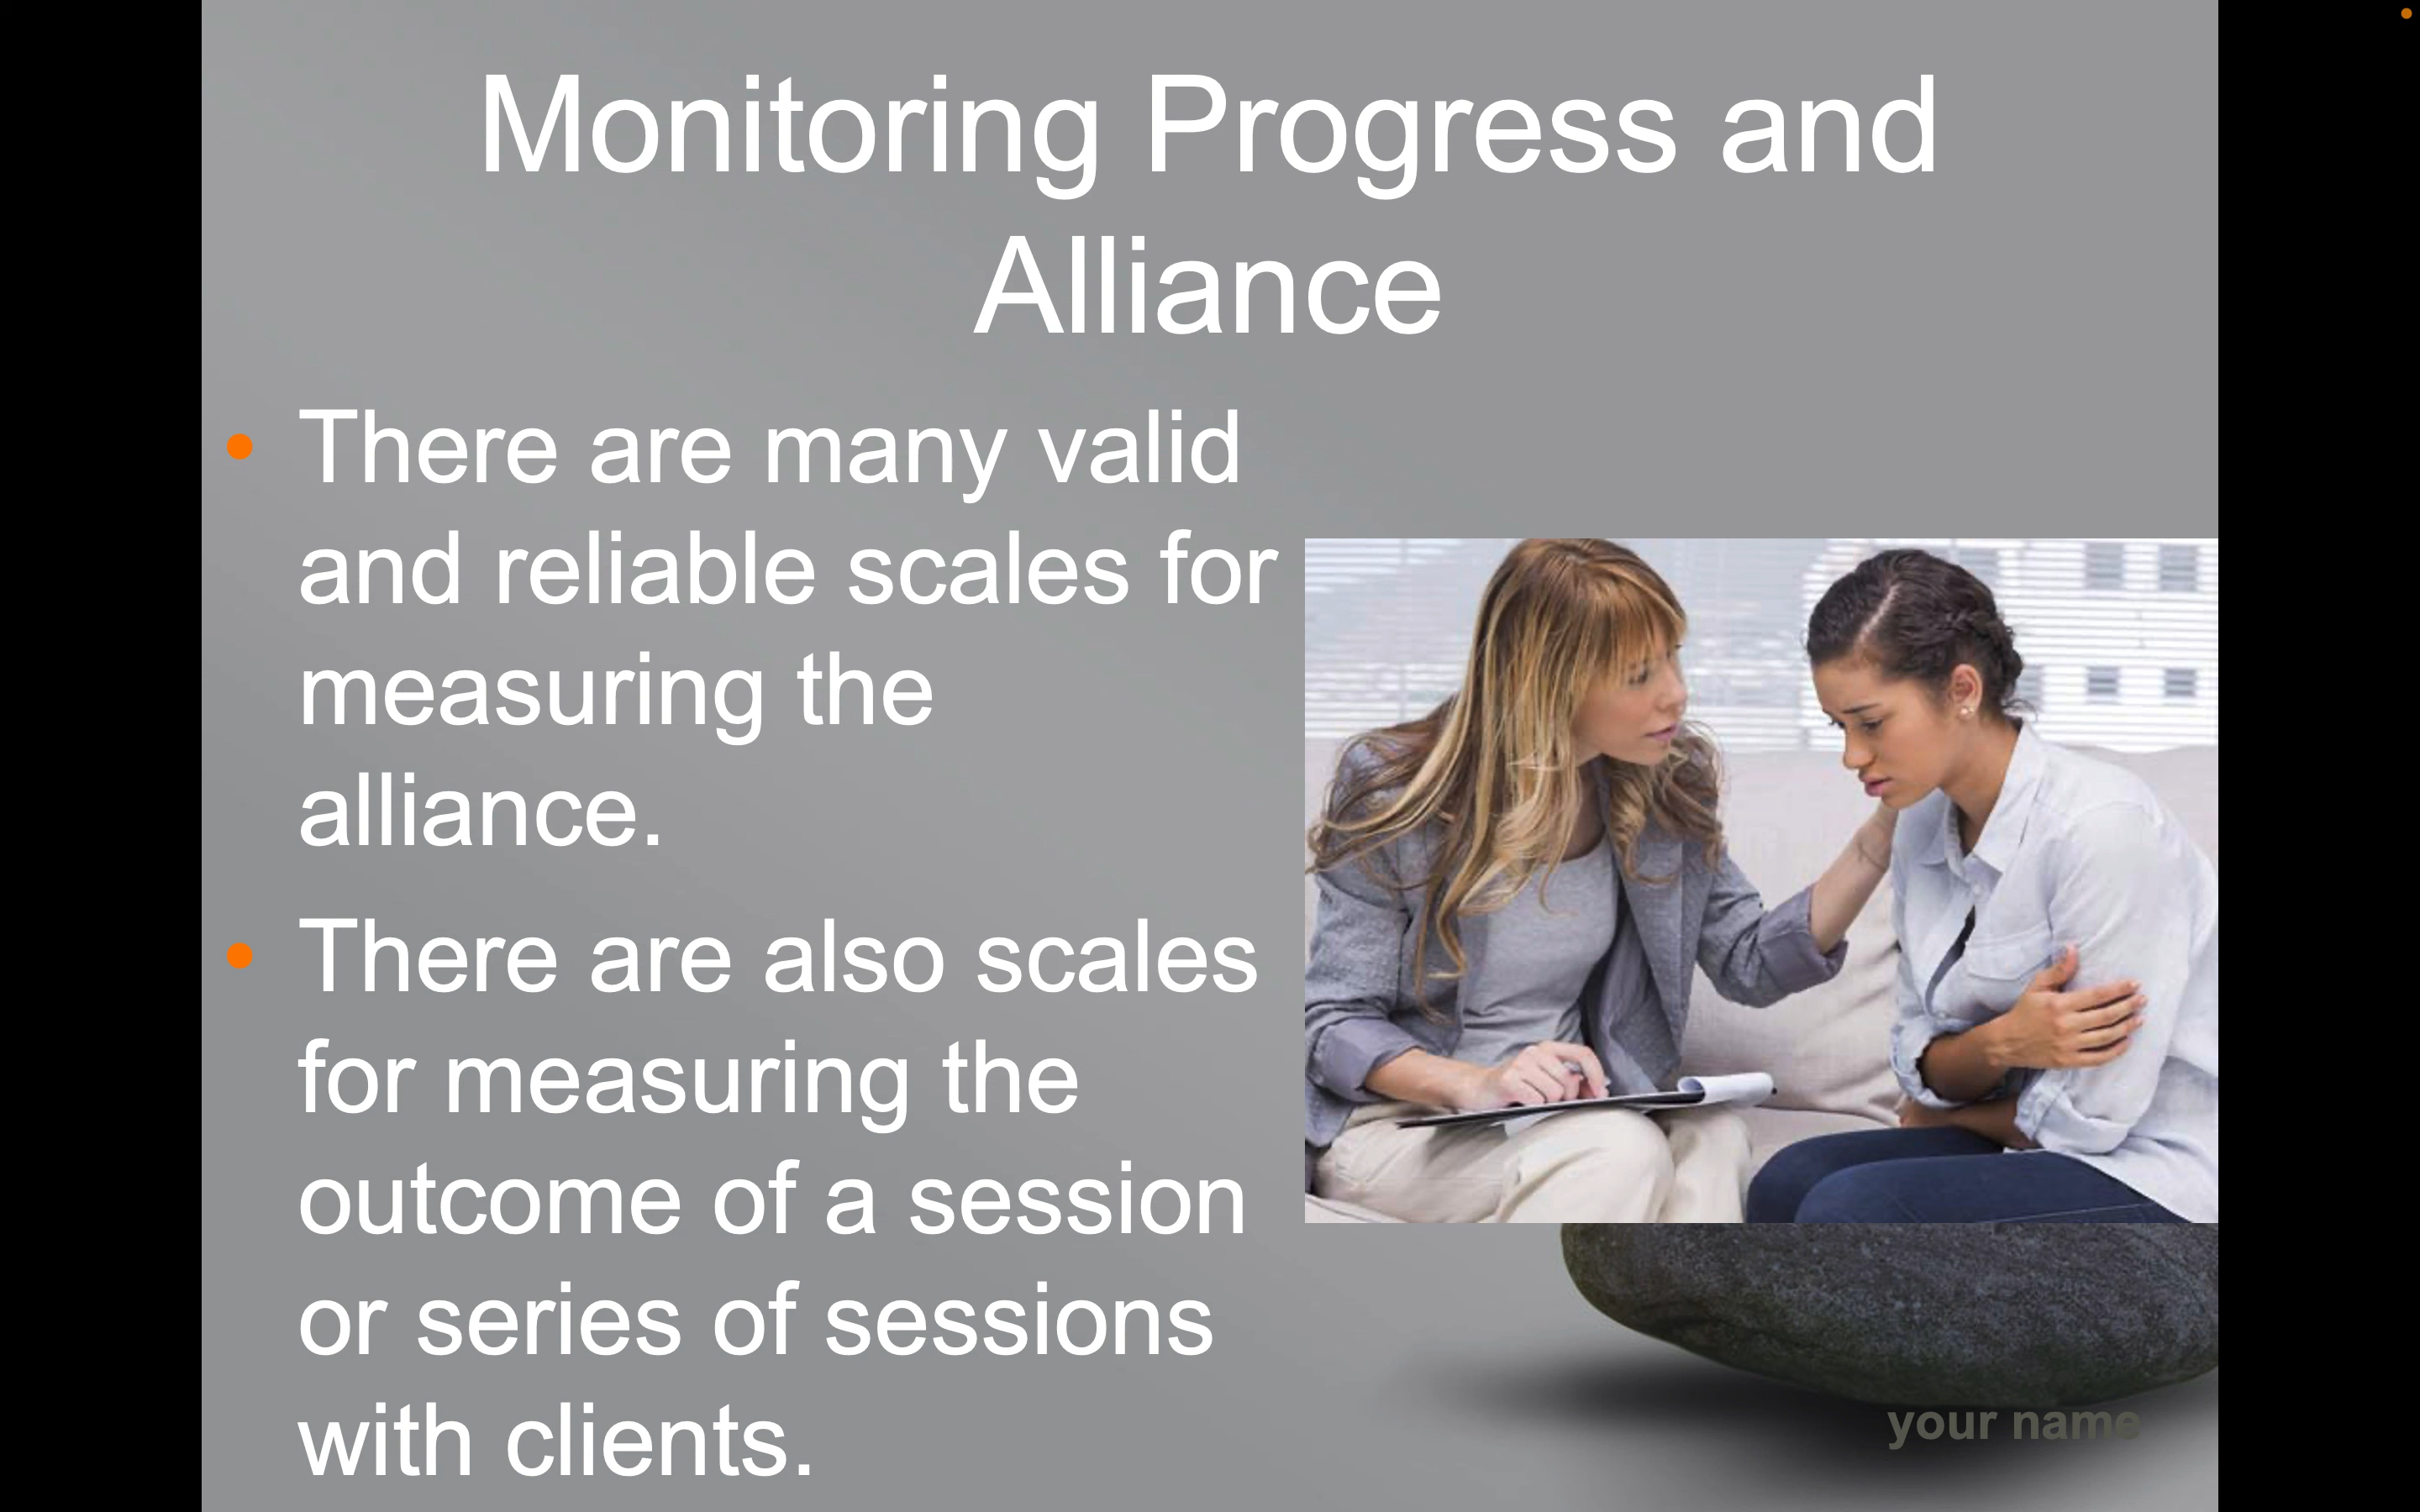 Monitoring Progress and
Alliance
• There are many valid
and reliable scales for
measuring the
alliance.
• There are also scales
for measuring the
outcome of a session
or series of sessions
with clients.
your name